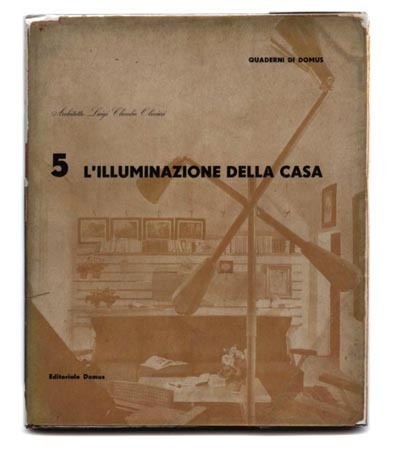 QUADERNI DI DOMUS
Architetto Luigi Claudio Olivieri
5 L'ILLUMINAZIONE DELLA CASA
Editoriale Domus